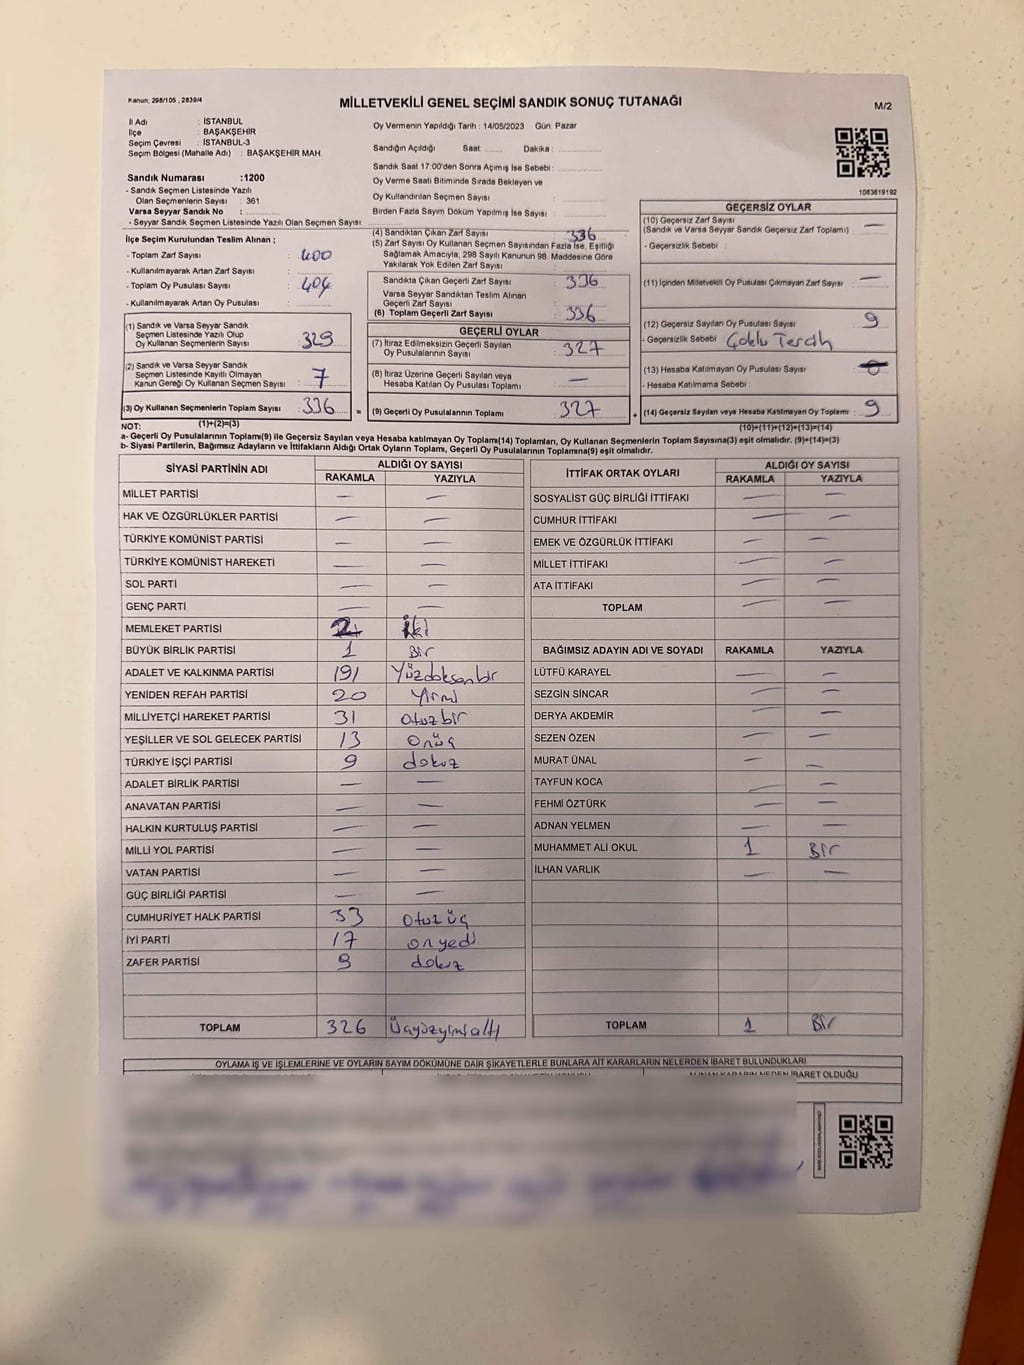 Kanun: 298/105 , 2839/4
MİLLETVEKİLİ GENEL SEÇİMİ SANDIK SONUÇ TUTANAĞI
M/2
İl Adı : İSTANBUL
İlçe : BAŞAKŞEHİR
Seçim Çevresi : İSTANBUL-3
Seçim Bölgesi (Mahalle Adı) : BAŞAKŞEHİR MAH.
Sandık Numarası :1200
- Sandık Seçmen Listesinde Yazılı
Olan Seçmenlerin Sayısı : 361
Varsa Seyyar Sandık No :
- Seyyar Sandık Seçmen Listesinde Yazılı Olan Seçmen Sayısı:
Oy Vermenin Yapıldığı Tarih : 14/05/2023 Gün: Pazar
Sandığın Açıldığı Saat: Dakika :
Sandık Saat 17:00'den Sonra Açımış İse Sebebi :
Oy Verme Saati Bitiminde Sırada Bekleyen ve
Oy Kullandırılan Seçmen Sayısı :
Birden Fazla Sayım Döküm Yapılmış İse Sayısı :
1083619192
İlçe Seçim Kurulundan Teslim Alınan ;
- Toplam Zarf Sayısı : 400
- Kullanılmayarak Artan Zarf Sayısı :
- Toplam Oy Pusulası Sayısı : 404
- Kullanılmayarak Artan Oy Pusulası :
(1) Sandık ve Varsa Seyyar Sandık
Seçmen Listesinde Yazılı Olup
Oy Kullanan Seçmenlerin Sayısı : 329
(2) Sandık ve Varsa Seyyar Sandık
Seçmen Listesinde Kayıtlı Olmayan
Kanun Gereği Oy Kullanan Seçmen Sayısı : 7
(3) Oy Kullanan Seçmenlerin Toplam Sayısı : 336
(1)+(2)=(3)
(4) Sandıktan Çıkan Zarf Sayısı : 336
(5) Zarf Sayısı Oy Kullanan Seçmen Sayısından Fazla İse, Eşitliği
Sağlamak Amacıyla, 298 Sayılı Kanunun 98. Maddesine Göre
Yakılarak Yok Edilen Zarf Sayısı :
Sandıkta Çıkan Geçerli Zarf Sayısı : 336
Varsa Seyyar Sandıktan Teslim Alınan
Geçerli Zarf Sayısı :
(6) Toplam Geçerli Zarf Sayısı : 336
GEÇERLİ OYLAR
(7) İtiraz Edilmeksizin Geçerli Sayılan
Oy Pusulalarının Sayısı : 327
(8) İtiraz Üzerine Geçerli Sayılan veya
Hesaba Katılan Oy Pusulası Toplamı : —
= (9) Geçerli Oy Pusulalarının Toplamı : 327
GEÇERSİZ OYLAR
(10) Geçersiz Zarf Sayısı
(Sandık ve Varsa Seyyar Sandık Geçersiz Zarf Toplamı) : —
- Geçersizlik Sebebi :
(11) İçinden Milletvekili Oy Pusulası Çıkmayan Zarf Sayısı : —
(12) Geçersiz Sayılan Oy Pusulası Sayısı : 9
- Geçersizlik Sebebi : Çoklu Tercih
(13) Hesaba Katılmayan Oy Pusulası Sayısı :
- Hesaba Katılmama Sebebi :
+ (14) Geçersiz Sayılan veya Hesaba Katılmayan Oy Toplamı : 9
(10)+(11)+(12)+(13)=(14)
NOT:
a- Geçerli Oy Pusulalarının Toplam(9) ile Geçersiz Sayılan veya Hesaba katılmayan Oy Toplam(14) Toplamları, Oy Kullanan Seçmenlerin Toplam Sayısına(3) eşit olmalıdır. (9)+(14)=(3)
b- Siyasi Partilerin, Bağımsız Adayların ve İttifakların Aldığı Ortak Oyların Toplamı, Geçerli Oy Pusulalarının Toplamına(9) eşit olmalıdır.
SİYASİ PARTİNİN ADI ALDIĞI OY SAYISI
RAKAMLA YAZIYLA
MİLLET PARTİSİ — —
HAK VE ÖZGÜRLÜKLER PARTİSİ — —
TÜRKİYE KOMÜNİST PARTİSİ — —
TÜRKİYE KOMÜNİST HAREKETİ — —
SOL PARTİ — —
GENÇ PARTİ — —
MEMLEKET PARTİSİ 2 iki
BÜYÜK BİRLİK PARTİSİ 1 Bir
ADALET VE KALKINMA PARTİSİ 191 Yüzdoksanbir
YENİDEN REFAH PARTİSİ 20 Yirmi
MİLLİYETÇİ HAREKET PARTİSİ 31 otuzbir
YEŞİLLER VE SOL GELECEK PARTİSİ 13 onüç
TÜRKİYE İŞÇİ PARTİSİ 9 dokuz
ADALET BİRLİK PARTİSİ — —
ANAVATAN PARTİSİ — —
HALKIN KURTULUŞ PARTİSİ — —
MİLLİ YOL PARTİSİ — —
VATAN PARTİSİ — —
GÜÇ BİRLİĞİ PARTİSİ — —
CUMHURİYET HALK PARTİSİ 33 otuzüç
İYİ PARTİ 17 onyedi
ZAFER PARTİSİ 9 dokuz
TOPLAM 326 Üçyüzyirmialtı
İTTİFAK ORTAK OYLARI ALDIĞI OY SAYISI
RAKAMLA YAZIYLA
SOSYALİST GÜÇ BİRLİĞİ İTTİFAKI — —
CUMHUR İTTİFAKI — —
EMEK VE ÖZGÜRLÜK İTTİFAKI — —
MİLLET İTTİFAKI — —
ATA İTTİFAKI — —
TOPLAM — —
BAĞIMSIZ ADAYIN ADI VE SOYADI RAKAMLA YAZIYLA
LÜTFÜ KARAYEL — —
SEZGİN SİNCAR — —
DERYA AKDEMİR — —
SEZEN ÖZEN — —
MURAT ÜNAL — —
TAYFUN KOCA — —
FEHMİ ÖZTÜRK — —
ADNAN YELMEN — —
MUHAMMET ALİ OKUL 1 Bir
İLHAN VARLIK — —
TOPLAM 1 Bir
OYLAMA İŞ VE İŞLEMLERİNE VE OYLARIN SAYIM DÖKÜMÜNE DAİR ŞİKAYETLERLE BUNLARA AİT KARARLARIN NELERDEN İBARET BULUNDUKLARI
ALINAN KARARIN NEDEN İBARET OLDUĞU